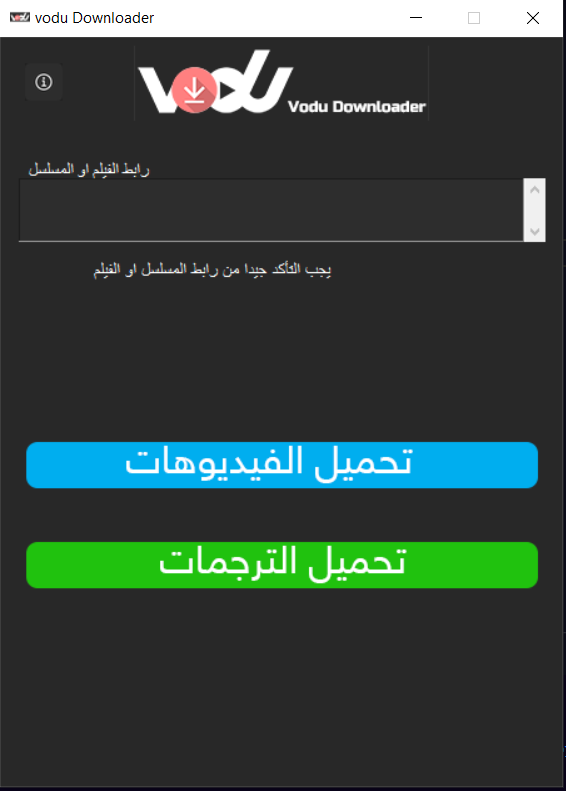 vodu Downloader
vodu
Vodu Downloader
رابط الفيلم او المسلسل
يجب التأكد جيدا من رابط المسلسل او الفيلم
تحميل الفيديوهات
تحميل الترجمات